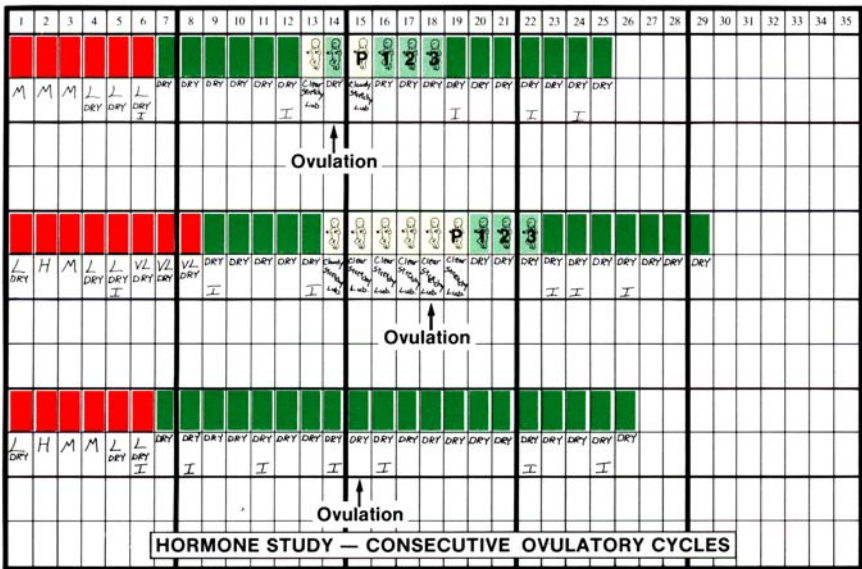 1 2 3 4 5 6 7 8 9 10 11 12 13 14 15 16 17 18 19 20 21 22 23 24 25 26 27 28 29 30 31 32 33 34 35
P 1 2 3
M M M L L L DRY DRY DRY DRY DRY DRY Clear DRY Cloudy DRY DRY DRY DRY DRY DRY DRY DRY DRY DRY
DRY DRY DRY Stretchy Stretchy
I I Lub Lub I I I
Ovulation
P 1 2 3
L H M L L VL VL VL DRY DRY DRY DRY DRY Cloudy Clear Clear Clear Clear Clear DRY DRY DRY DRY DRY DRY DRY DRY DRY DRY
DRY DRY DRY DRY DRY DRY Stretchy Stretchy Stretchy Stretchy Stretchy Stretchy
I I I Lub Lub Lub Lub Lub Lub I I I
Ovulation
L H M M L L DRY DRY DRY DRY DRY DRY DRY DRY DRY DRY DRY DRY DRY DRY DRY DRY DRY DRY DRY DRY
DRY DRY DRY
I I I I I I I
Ovulation
HORMONE STUDY — CONSECUTIVE OVULATORY CYCLES